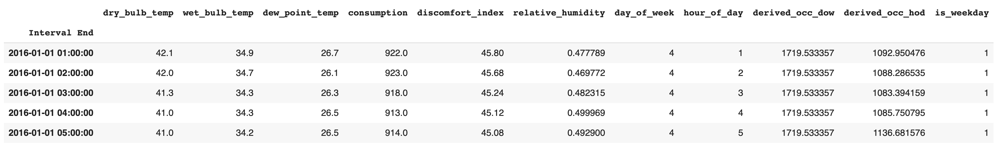 dry_bulb_temp wet_bulb_temp dew_point_temp consumption discomfort_index relative_humidity day_of_week hour_of_day derived_occ_dow derived_occ_hod is_weekday
Interval End
2016-01-01 01:00:00 42.1 34.9 26.7 922.0 45.80 0.477789 4 1 1719.533357 1092.950476 1
2016-01-01 02:00:00 42.0 34.7 26.1 923.0 45.68 0.469772 4 2 1719.533357 1088.286535 1
2016-01-01 03:00:00 41.3 34.3 26.3 918.0 45.24 0.482315 4 3 1719.533357 1083.394159 1
2016-01-01 04:00:00 41.0 34.3 26.5 913.0 45.12 0.499969 4 4 1719.533357 1085.750795 1
2016-01-01 05:00:00 41.0 34.2 26.5 914.0 45.08 0.492900 4 5 1719.533357 1136.681576 1